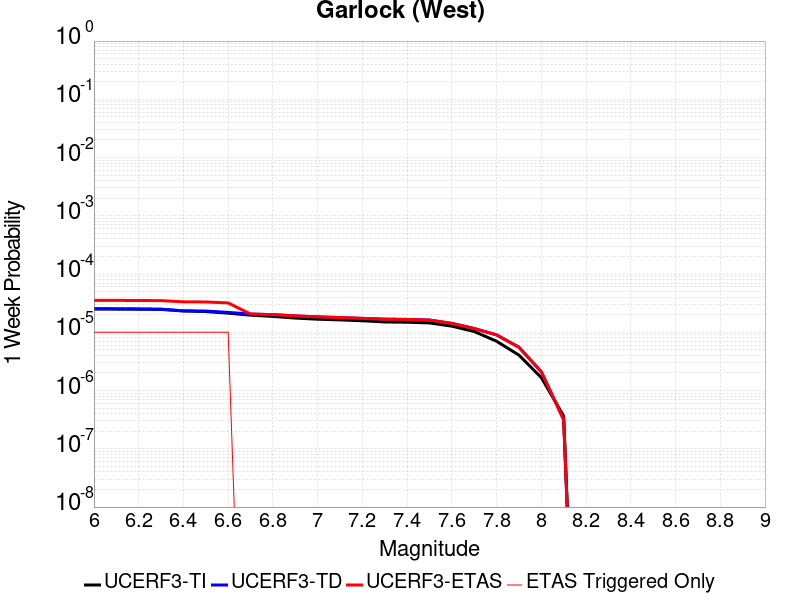 Garlock (West)
10^0
10^-1
10^-2
10^-3
10^-4
10^-5
10^-6
10^-7
10^-8
1 Week Probability
6 6.2 6.4 6.6 6.8 7 7.2 7.4 7.6 7.8 8 8.2 8.4 8.6 8.8 9
Magnitude
UCERF3-TI UCERF3-TD UCERF3-ETAS ETAS Triggered Only